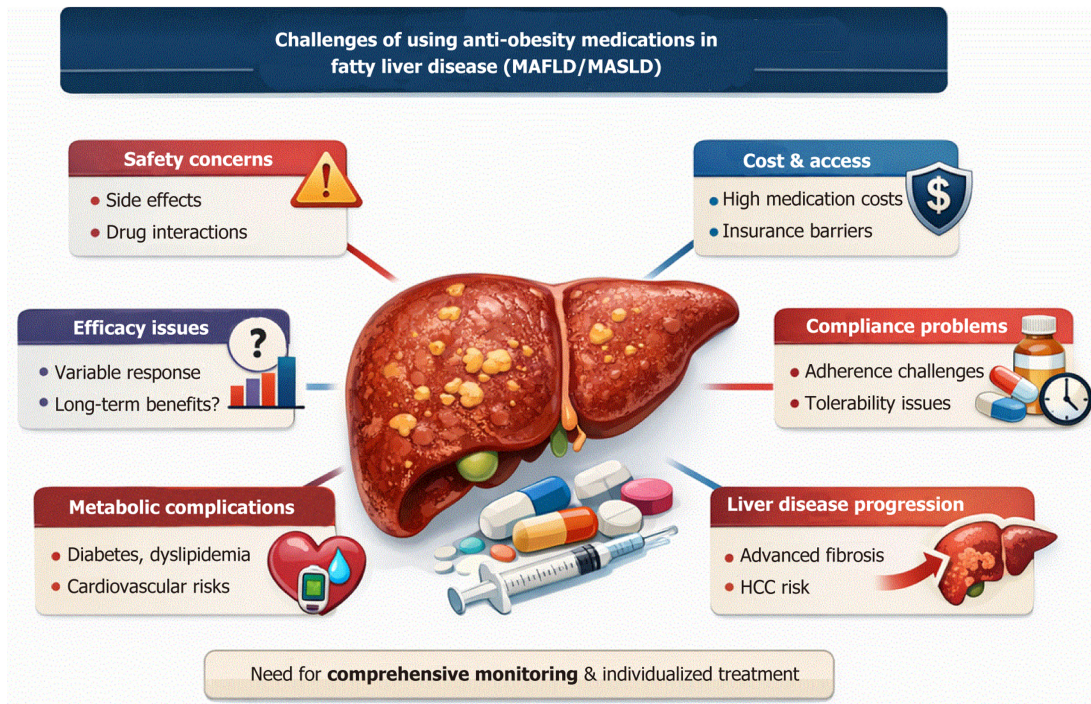 Challenges of using anti-obesity medications in
fatty liver disease (MAFLD/MASLD)
Safety concerns
• Side effects
• Drug interactions
Cost & access
• High medication costs
• Insurance barriers
$
Efficacy issues
• Variable response
• Long-term benefits?
?
Compliance problems
• Adherence challenges
• Tolerability issues
Metabolic complications
• Diabetes, dyslipidemia
• Cardiovascular risks
Liver disease progression
• Advanced fibrosis
• HCC risk
Need for comprehensive monitoring & individualized treatment